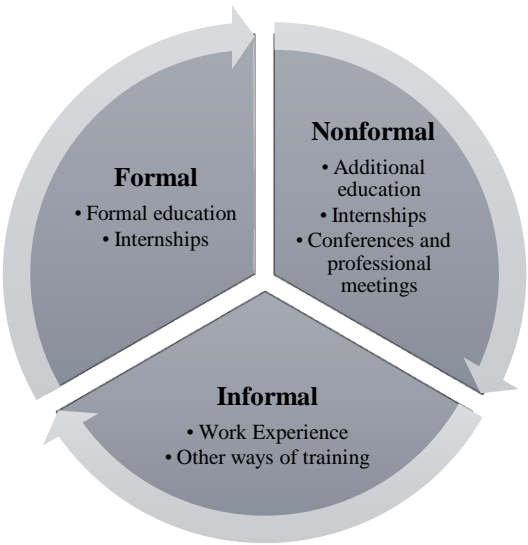 Formal
• Formal education
• Internships
Nonformal
• Additional
education
• Internships
• Conferences and
professional
meetings
Informal
• Work Experience
• Other ways of training